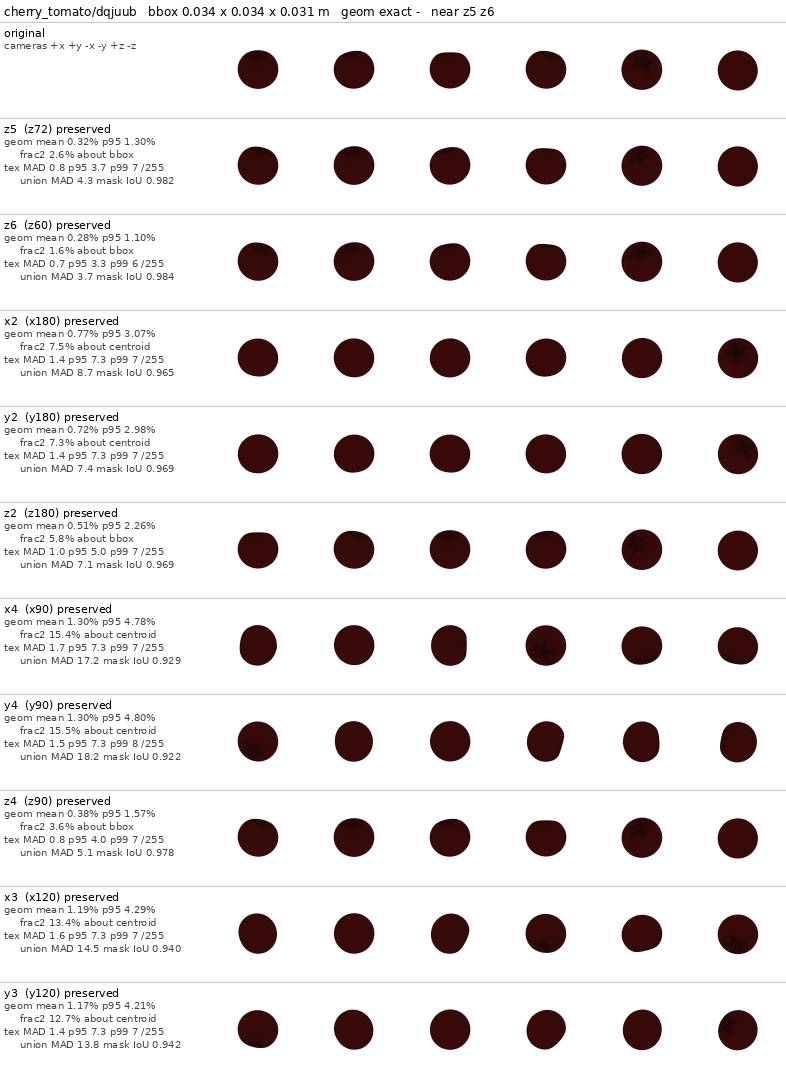 cherry_tomato/dqjuub bbox 0.034 x 0.034 x 0.031 m geom exact - near z5 z6
original
cameras +x +y -x -y +z -z
z5 (z72) preserved
geom mean 0.32% p95 1.30%
frac2 2.6% about bbox
tex MAD 0.8 p95 3.7 p99 7 /255
union MAD 4.3 mask IoU 0.982
z6 (z60) preserved
geom mean 0.28% p95 1.10%
frac2 1.6% about bbox
tex MAD 0.7 p95 3.3 p99 6 /255
union MAD 3.7 mask IoU 0.984
x2 (x180) preserved
geom mean 0.77% p95 3.07%
frac2 7.5% about centroid
tex MAD 1.4 p95 7.3 p99 7 /255
union MAD 8.7 mask IoU 0.965
y2 (y180) preserved
geom mean 0.72% p95 2.98%
frac2 7.3% about centroid
tex MAD 1.4 p95 7.3 p99 7 /255
union MAD 7.4 mask IoU 0.969
z2 (z180) preserved
geom mean 0.51% p95 2.26%
frac2 5.8% about bbox
tex MAD 1.0 p95 5.0 p99 7 /255
union MAD 7.1 mask IoU 0.969
x4 (x90) preserved
geom mean 1.30% p95 4.78%
frac2 15.4% about centroid
tex MAD 1.7 p95 7.3 p99 7 /255
union MAD 17.2 mask IoU 0.929
y4 (y90) preserved
geom mean 1.30% p95 4.80%
frac2 15.5% about centroid
tex MAD 1.5 p95 7.3 p99 8 /255
union MAD 18.2 mask IoU 0.922
z4 (z90) preserved
geom mean 0.38% p95 1.57%
frac2 3.6% about bbox
tex MAD 0.8 p95 4.0 p99 7 /255
union MAD 5.1 mask IoU 0.978
x3 (x120) preserved
geom mean 1.19% p95 4.29%
frac2 13.4% about centroid
tex MAD 1.6 p95 7.3 p99 7 /255
union MAD 14.5 mask IoU 0.940
y3 (y120) preserved
geom mean 1.17% p95 4.21%
frac2 12.7% about centroid
tex MAD 1.4 p95 7.3 p99 7 /255
union MAD 13.8 mask IoU 0.942